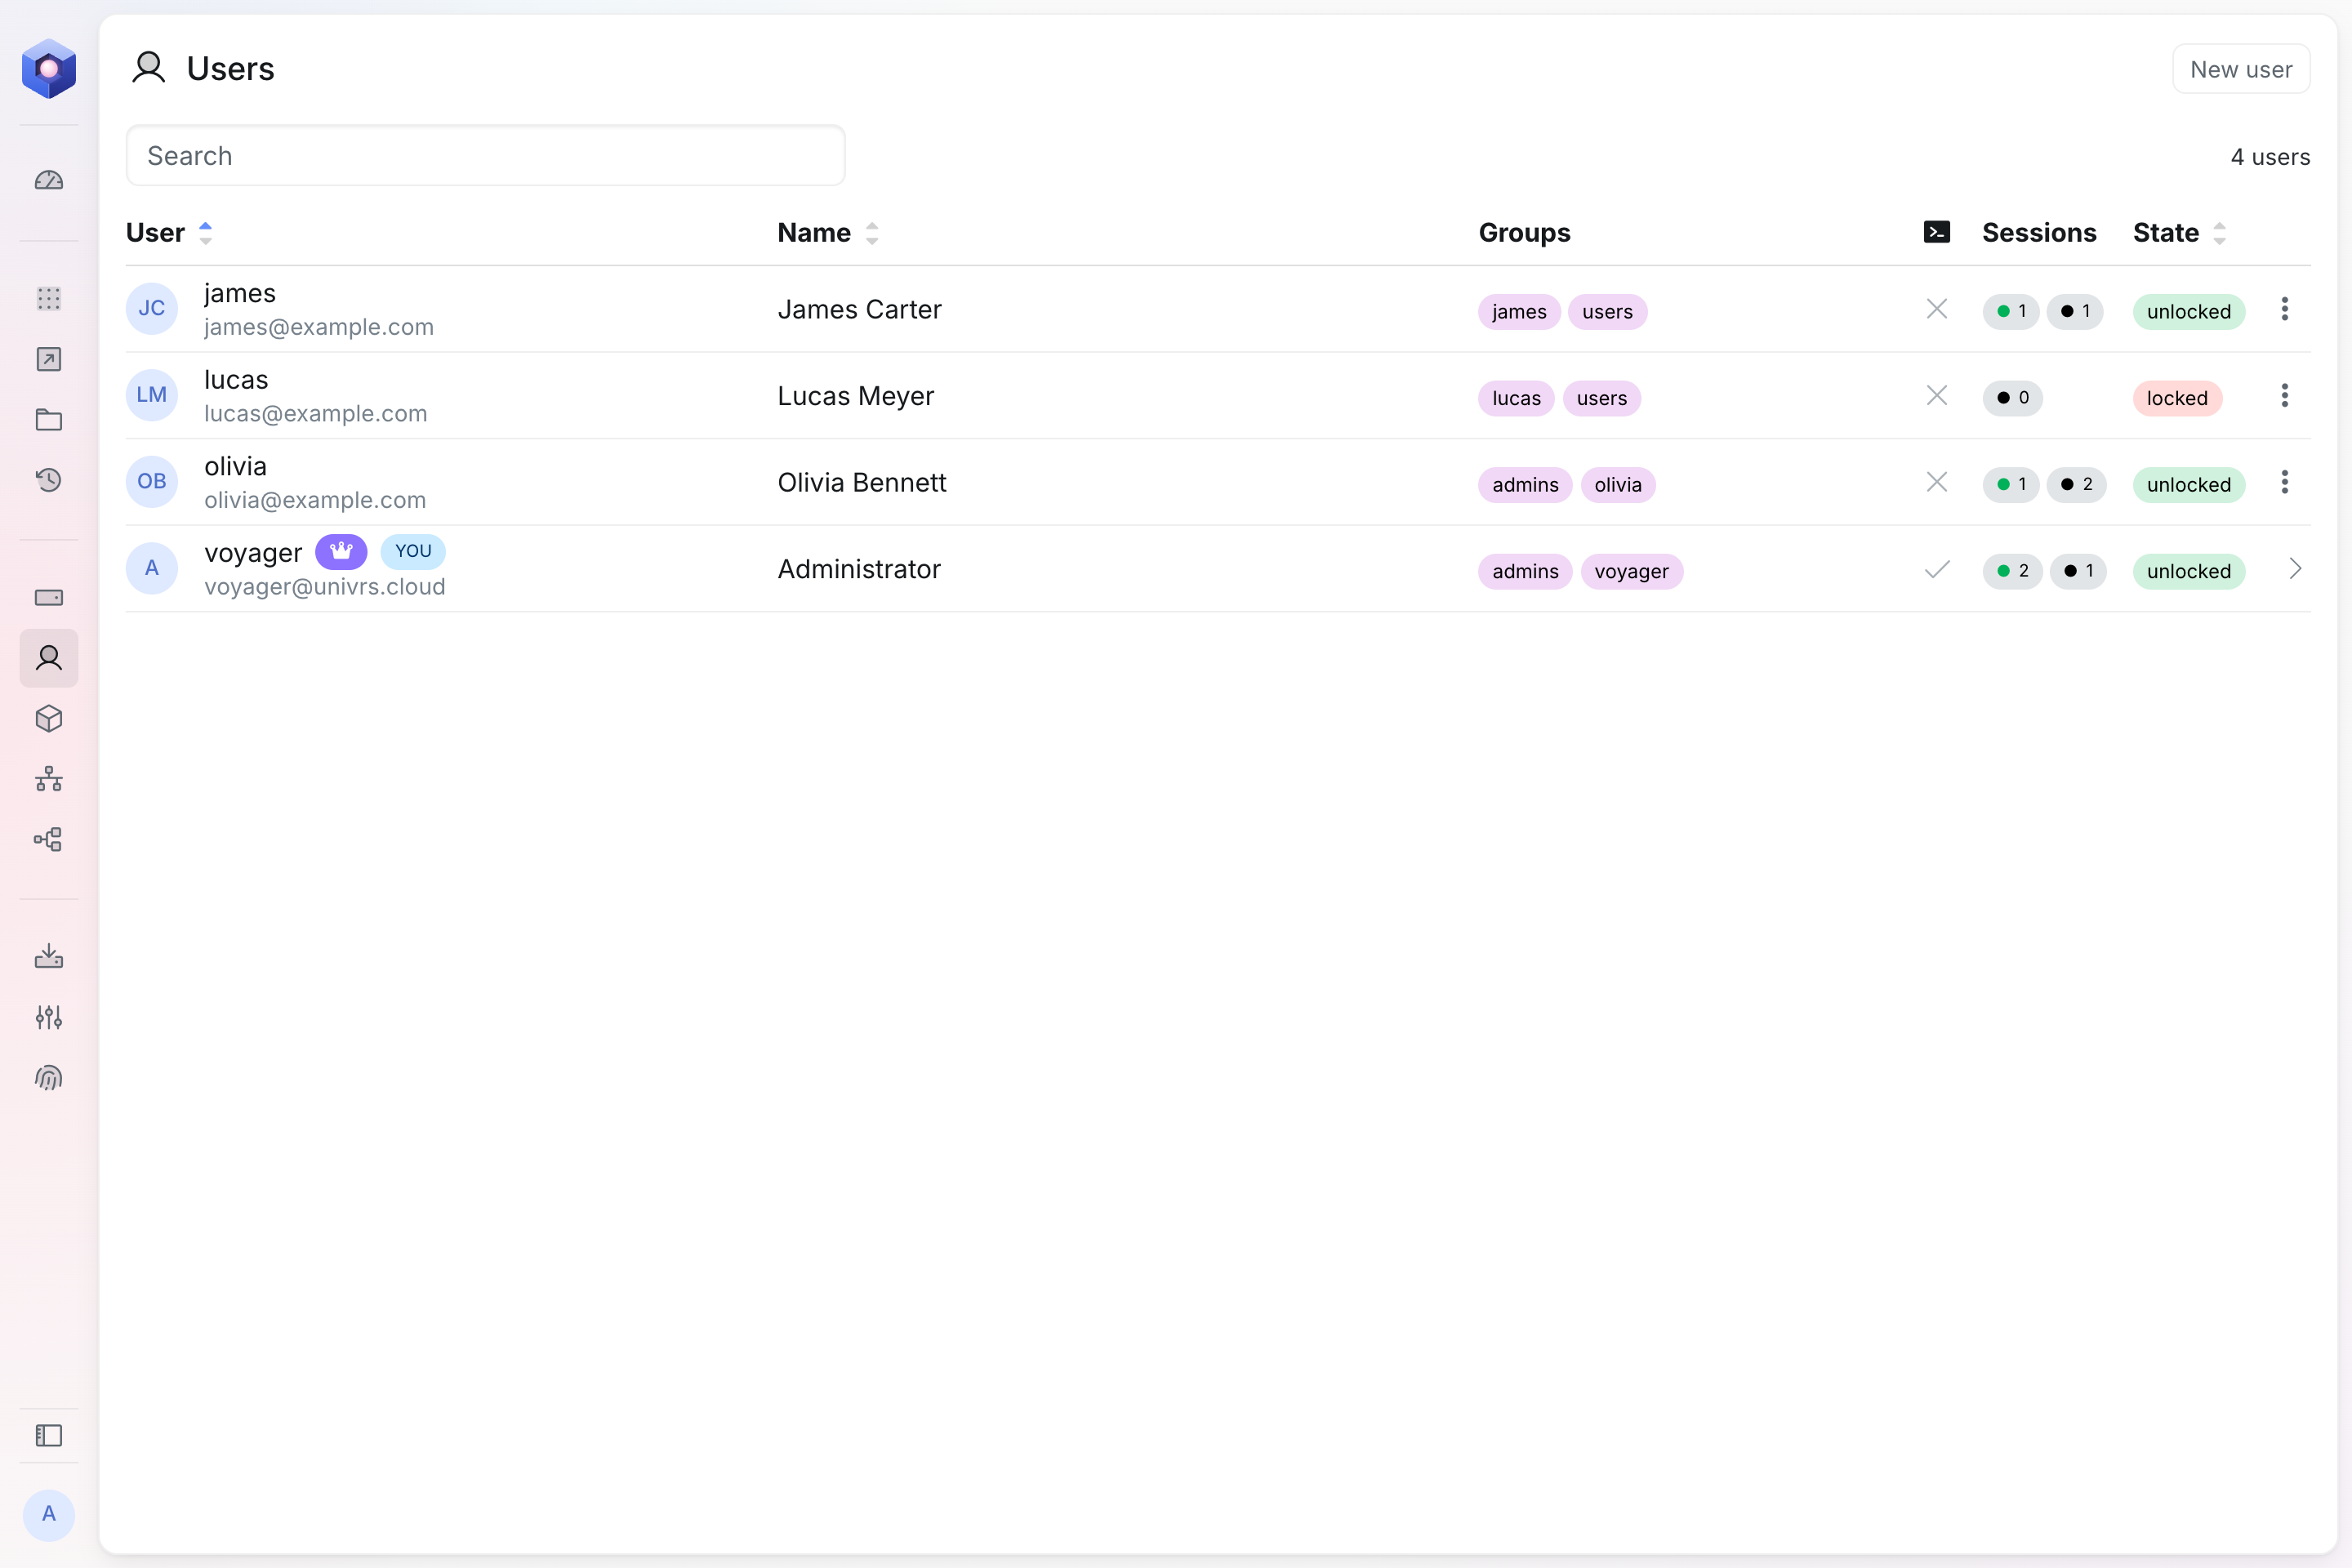 Users
New user
Search
4 users
User Name Groups Sessions State
JC james james@example.com James Carter james users 1 1 unlocked
LM lucas lucas@example.com Lucas Meyer lucas users 0 locked
OB olivia olivia@example.com Olivia Bennett admins olivia 1 2 unlocked
A voyager YOU voyager@univrs.cloud Administrator admins voyager 2 1 unlocked
A